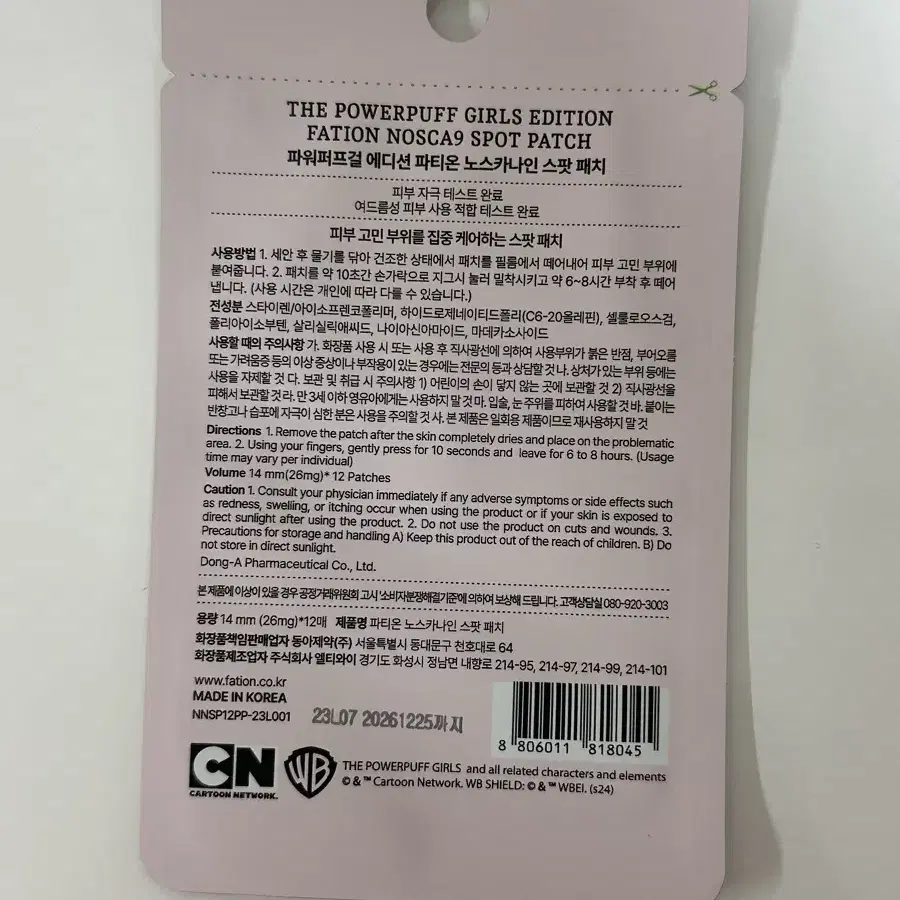 THE POWERPUFF GIRLS EDITION
FATION NOSCA9 SPOT PATCH
파워퍼프걸 에디션 파티온 노스카나인 스팟 패치
피부 자극 테스트 완료
여드름성 피부 사용 적합 테스트 완료
피부 고민 부위를 집중 케어하는 스팟 패치
사용방법 1. 세안 후 물기를 닦아 건조한 상태에서 패치를 필름에서 떼어내어 피부 고민 부위에
붙여줍니다. 2. 패치를 약 10초간 손가락으로 지그시 눌러 밀착시키고 약 6~8시간 부착 후 떼어
냅니다. (사용 시간은 개인에 따라 다를 수 있습니다.)
전성분 스타이렌/아이소프렌코폴리머, 하이드로제네이티드폴리(C6-20올레핀), 셀룰로오스검,
폴리아이소부텐, 살리실릭애씨드, 나이아신아마이드, 마데카소사이드
사용할 때의 주의사항 가. 화장품 사용 시 또는 사용 후 직사광선에 의하여 사용부위가 붉은 반점, 부어오름
또는 가려움증 등의 이상 증상이나 부작용이 있는 경우에는 전문의 등과 상담할 것 나. 상처가 있는 부위 등에는
사용을 자제할 것 다. 보관 및 취급 시 주의사항 1) 어린이의 손이 닿지 않는 곳에 보관할 것 2) 직사광선을
피해서 보관할 것 라. 만 3세 이하 영유아에게는 사용하지 말 것 마. 입술, 눈 주위를 피하여 사용할 것 바. 붙이는
반창고나 습포에 자극이 심한 분은 사용을 주의할 것 사. 본 제품은 일회용 제품이므로 재사용하지 말 것
Directions 1. Remove the patch after the skin completely dries and place on the problematic
area. 2. Using your fingers, gently press for 10 seconds and leave for 6 to 8 hours. (Usage
time may vary per individual)
Volume 14 mm(26mg)* 12 Patches
Caution 1. Consult your physician immediately if any adverse symptoms or side effects such
as redness, swelling, or itching occur when using the product or if your skin is exposed to
direct sunlight after using the product. 2. Do not use the product on cuts and wounds. 3.
Precautions for storage and handling A) Keep this product out of the reach of children. B) Do
not store in direct sunlight.
Dong-A Pharmaceutical Co., Ltd.
본 제품에 이상이 있을 경우 공정거래위원회 고시 '소비자분쟁해결기준'에 의하여 보상해 드립니다. 고객상담실 080-920-3003
용량 14 mm (26mg)*12매 제품명 파티온 노스카나인 스팟 패치
화장품책임판매업자 동아제약(주) 서울특별시 동대문구 천호대로 64
화장품제조업자 주식회사 엘티와이 경기도 화성시 정남면 내향로 214-95, 214-97, 214-99, 214-101
www.fation.co.kr
MADE IN KOREA
NNSP12PP-23L001 23L07 20261225까지
8 806011 818045
CN
CARTOON NETWORK.
WB
THE POWERPUFF GIRLS and all related characters and elements
© & ™ Cartoon Network. WB SHIELD: © & ™ WBEI. (s24)